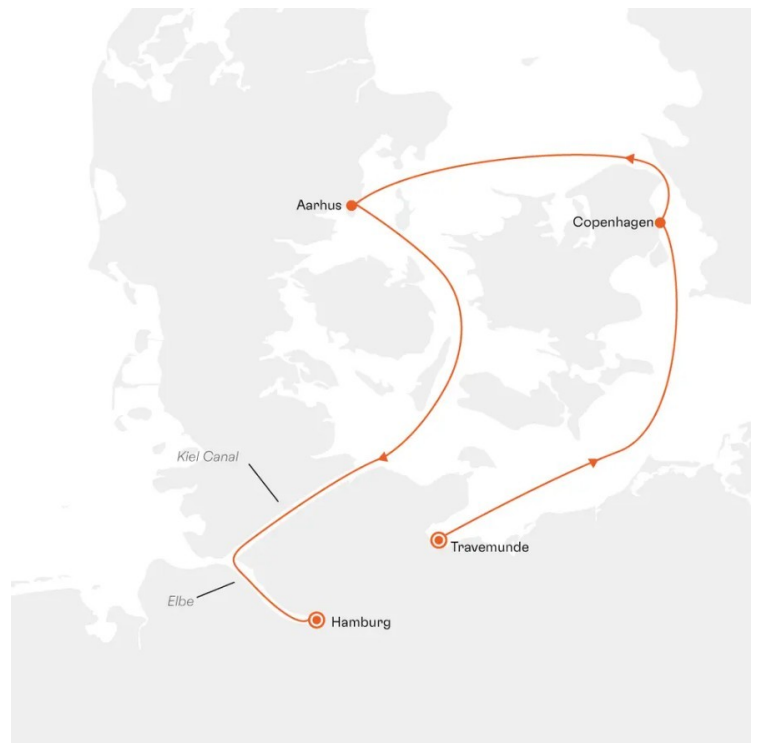 Aarhus
Copenhagen
Kiel Canal
Travemunde
Elbe
Hamburg